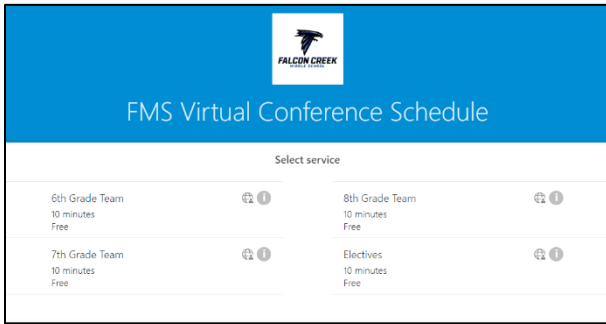 FALCON CREEK
MIDDLE SCHOOL
FMS Virtual Conference Schedule
Select service
6th Grade Team
10 minutes
Free
8th Grade Team
10 minutes
Free
7th Grade Team
10 minutes
Free
Electives
10 minutes
Free